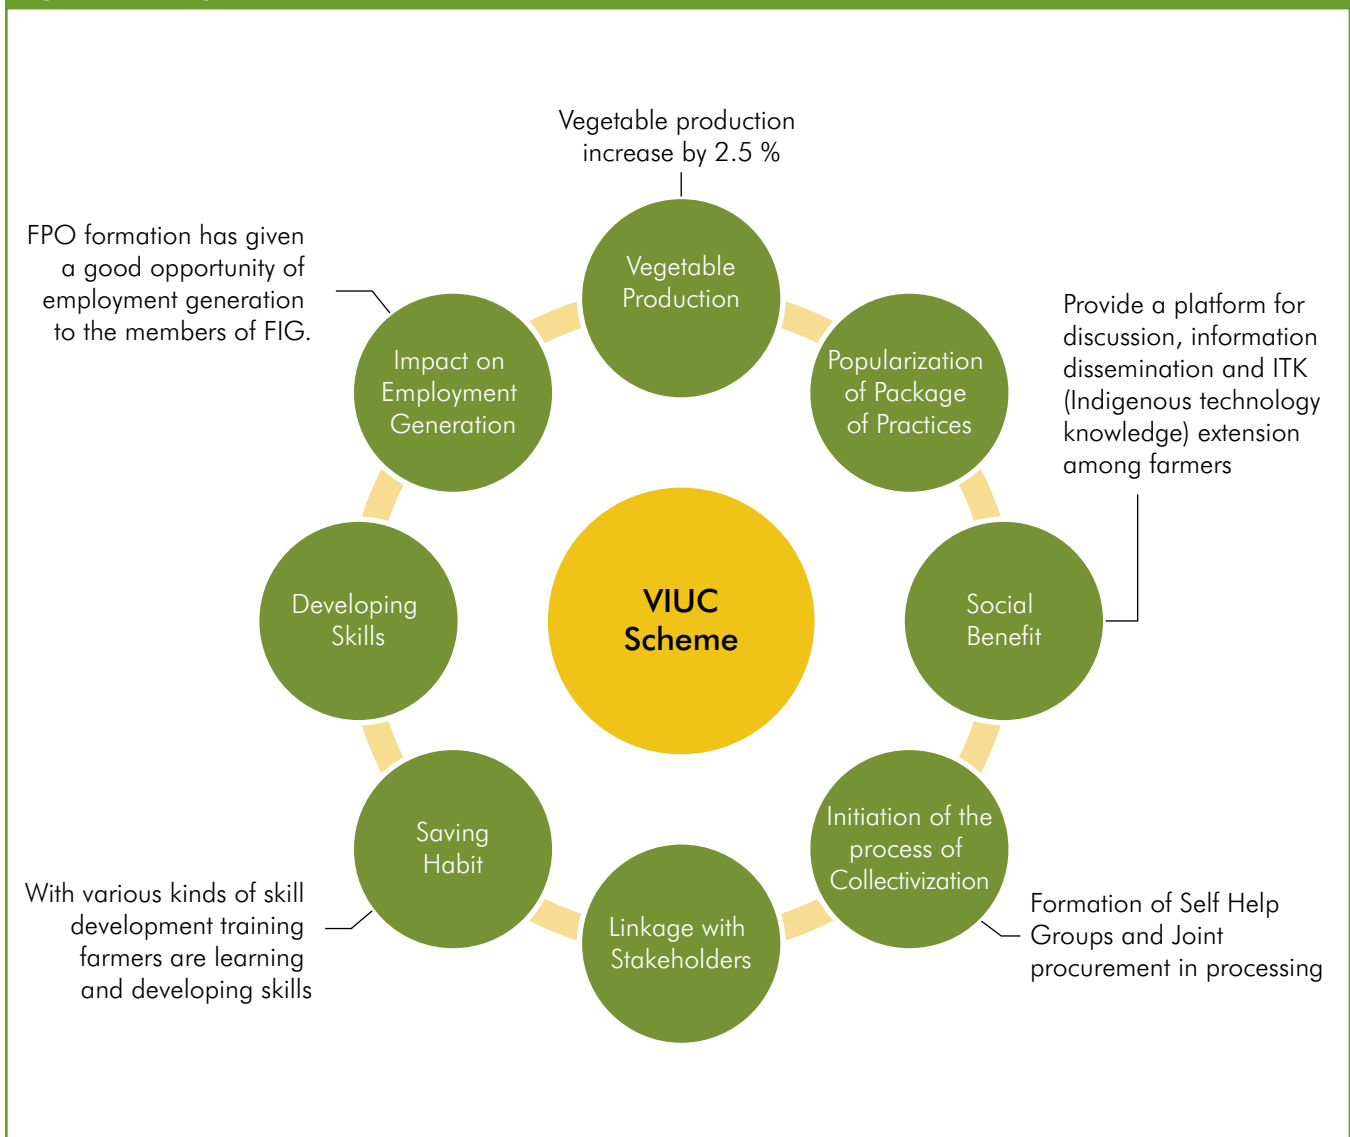 Vegetable production
increase by 2.5 %
FPO formation has given
a good opportunity of
employment generation
to the members of FIG.
Vegetable
Production
Provide a platform for
discussion, information
dissemination and ITK
(Indigenous technology
knowledge) extension
among farmers
Impact on
Employment
Generation
Popularization
of Package
of Practices
Developing
Skills
VIUC
Scheme
Social
Benefit
Saving
Habit
Initiation of the
process of
Collectivization
With various kinds of skill
development training
farmers are learning
and developing skills
Linkage with
Stakeholders
Formation of Self Help
Groups and Joint
procurement in processing